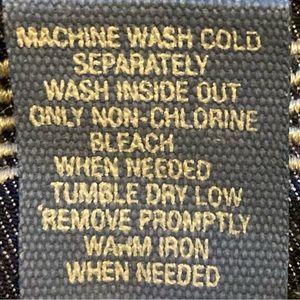 MACHINE WASH COLD
SEPARATELY
WASH INSIDE OUT
ONLY NON-CHLORINE
BLEACH
WHEN NEEDED
TUMBLE DRY LOW
REMOVE PROMPTLY
WARM IRON
WHEN NEEDED